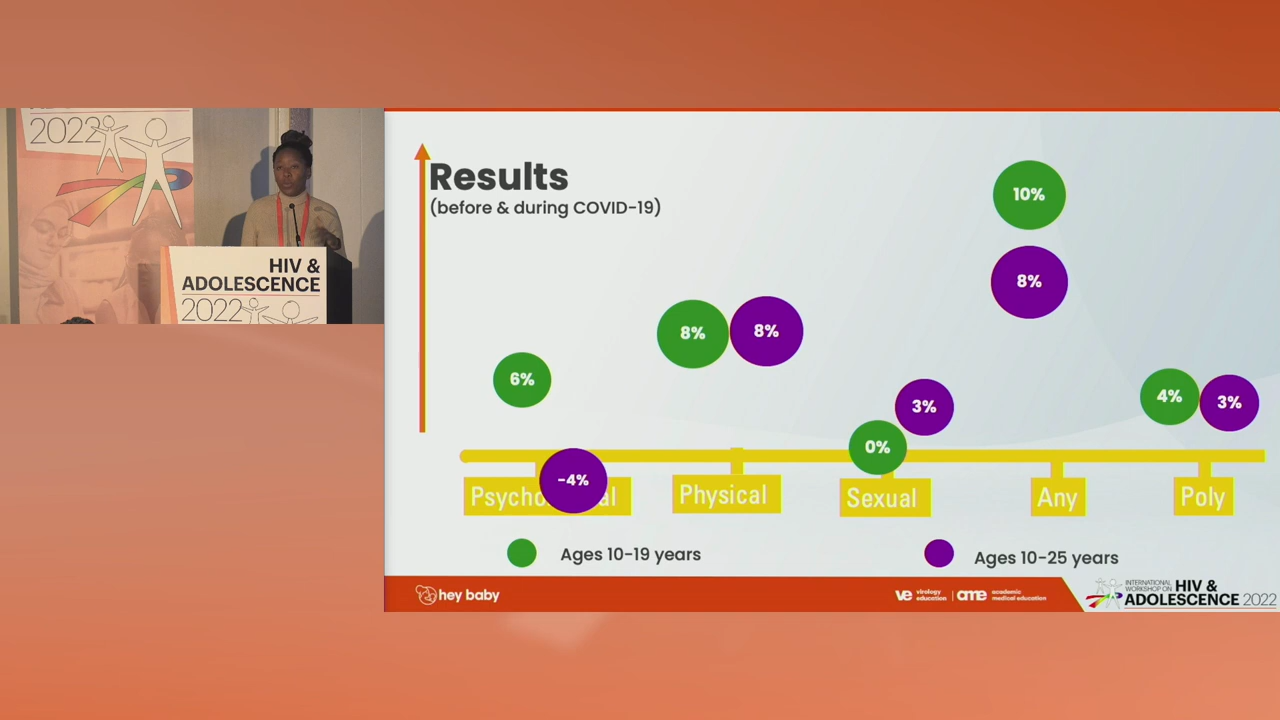 2022
HIV &
ADOLESCENCE
2022
Results
(before & during COVID-19)
10%
8%
8%
8%
6%
4%
3%
3%
0%
-4%
Physical
Sexual
Any
Poly
Ages 10-19 years
Ages 10-25 years
hey baby
ve virology education | ame academic medical education
INTERNATIONAL WORKSHOP ON HIV &
ADOLESCENCE 2022